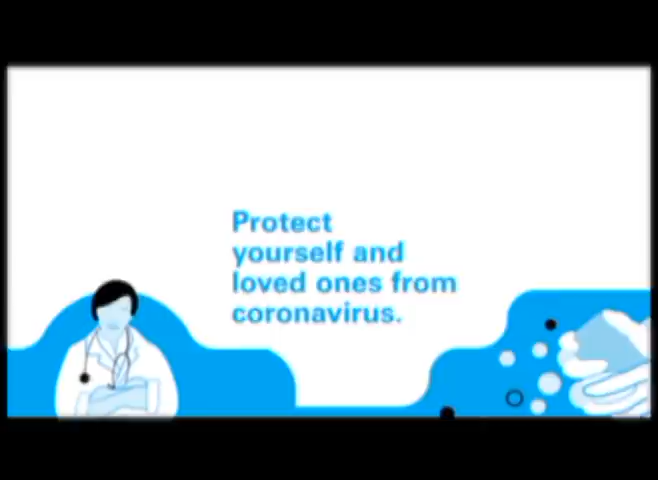 Protect
yourself and
loved ones from
coronavirus.